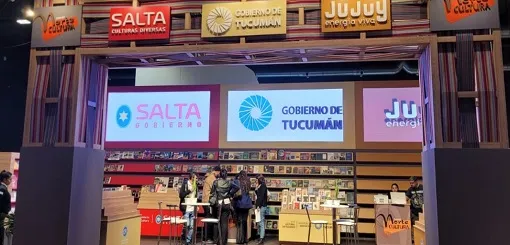 Norte
CULTURA
SALTA
CULTURAS DIVERSAS
GOBIERNO DE
TUCUMÁN
JuJuy
energía viva
Norte
CULTURA
SALTA
GOBIERNO
GOBIERNO DE
TUCUMÁN
JU
energí
SALTA
Norte
CULTURA